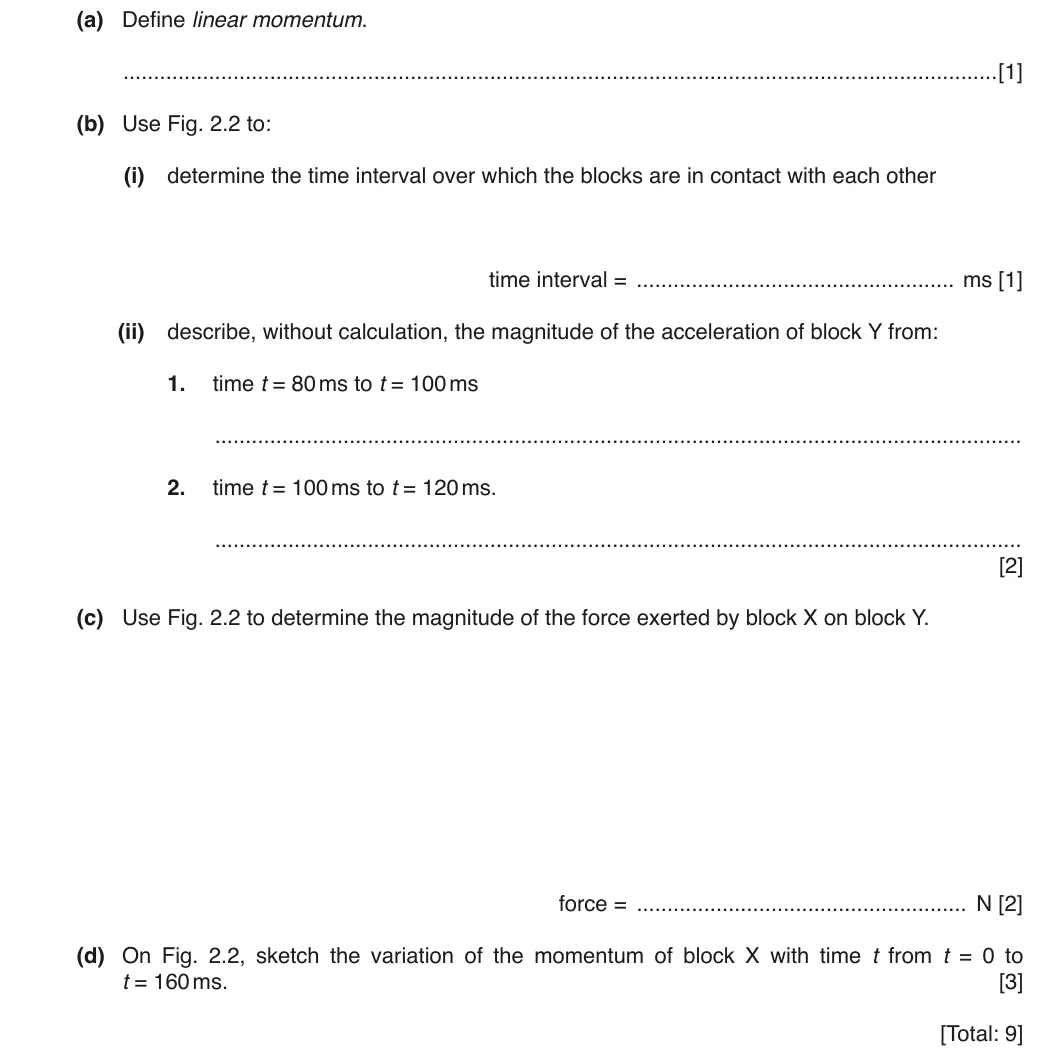 (a) Define linear momentum.
..........................................................................................................................................[1]
(b) Use Fig. 2.2 to:
(i) determine the time interval over which the blocks are in contact with each other
time interval = .................................................... ms [1]
(ii) describe, without calculation, the magnitude of the acceleration of block Y from:
1. time t = 80 ms to t = 100 ms
....................................................................................................................................
2. time t = 100 ms to t = 120 ms.
....................................................................................................................................
[2]
(c) Use Fig. 2.2 to determine the magnitude of the force exerted by block X on block Y.
force = ...................................................... N [2]
(d) On Fig. 2.2, sketch the variation of the momentum of block X with time t from t = 0 to
t = 160 ms. [3]
[Total: 9]